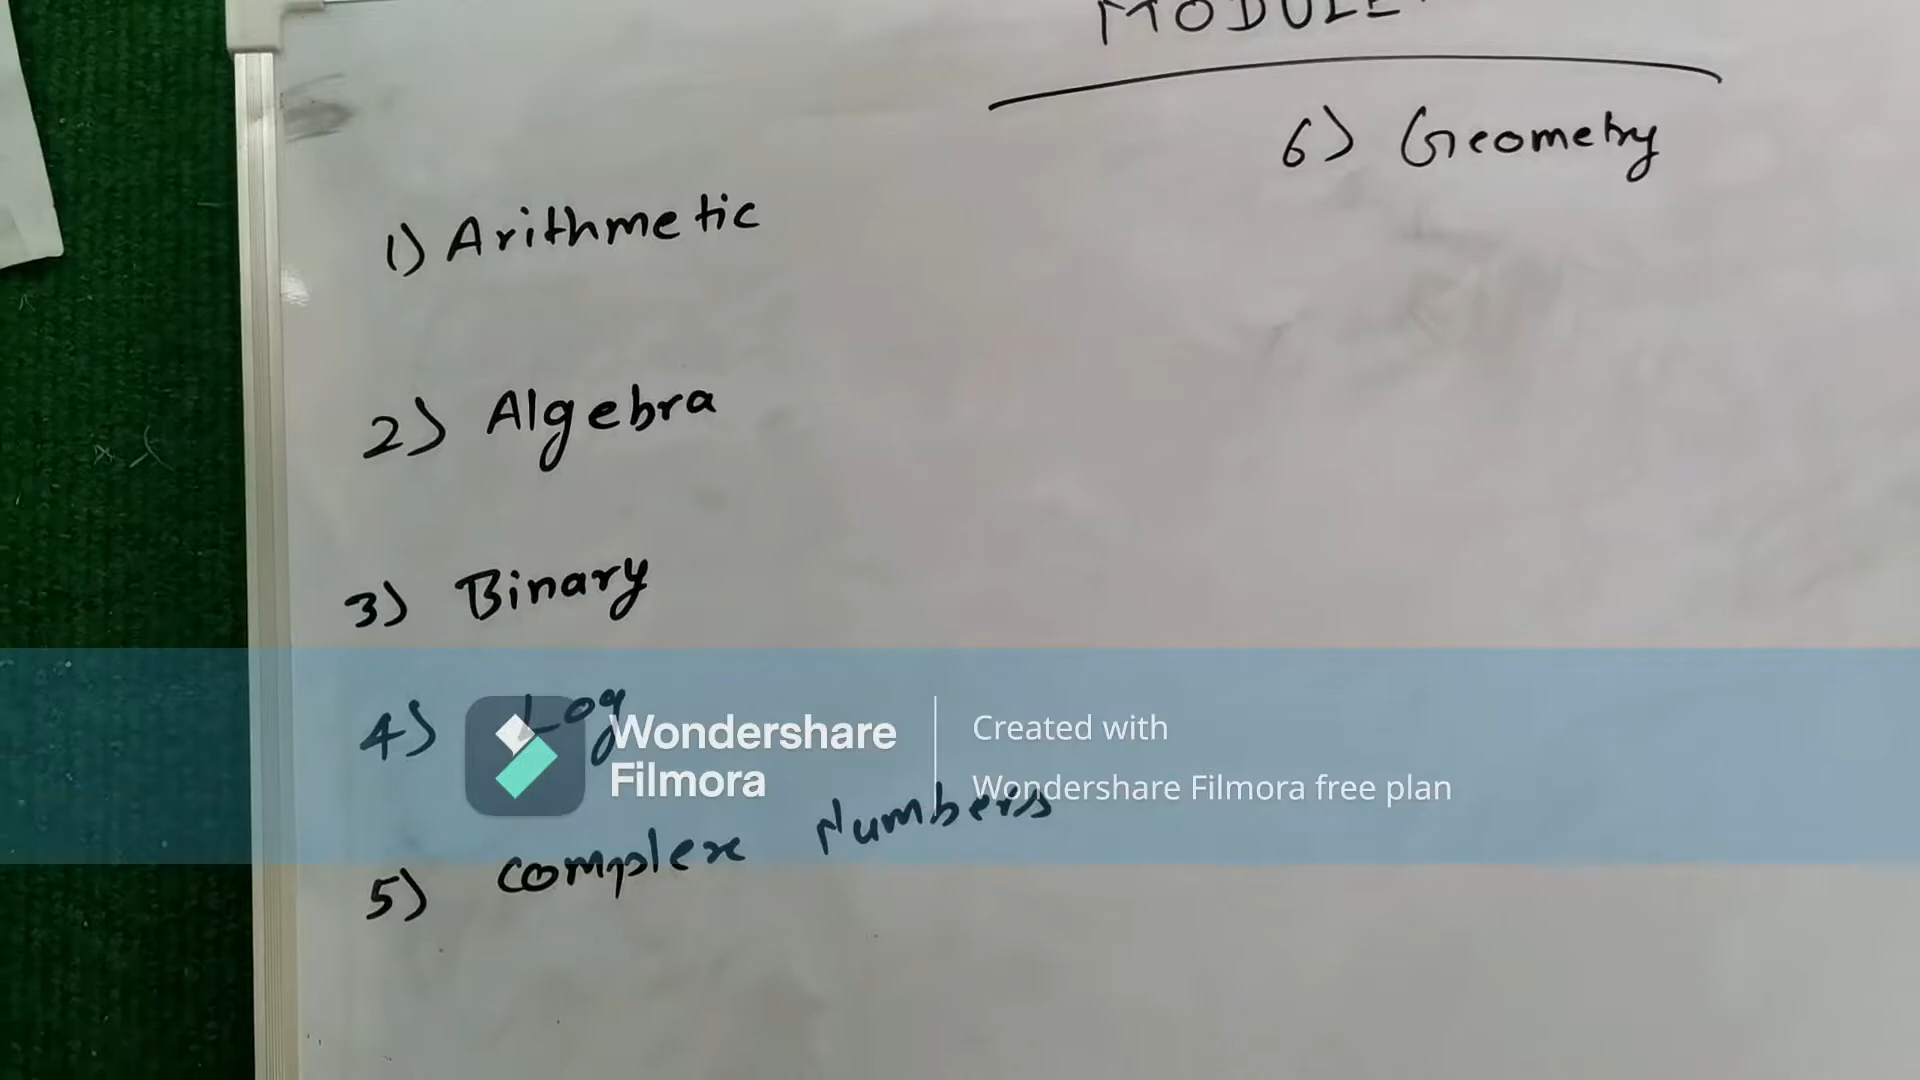 MODULE
6) Geometry
1) Arithmetic
2) Algebra
3) Binary
4) Log
5) complex Numbers
Wondershare
Filmora
Created with
Wondershare Filmora free plan